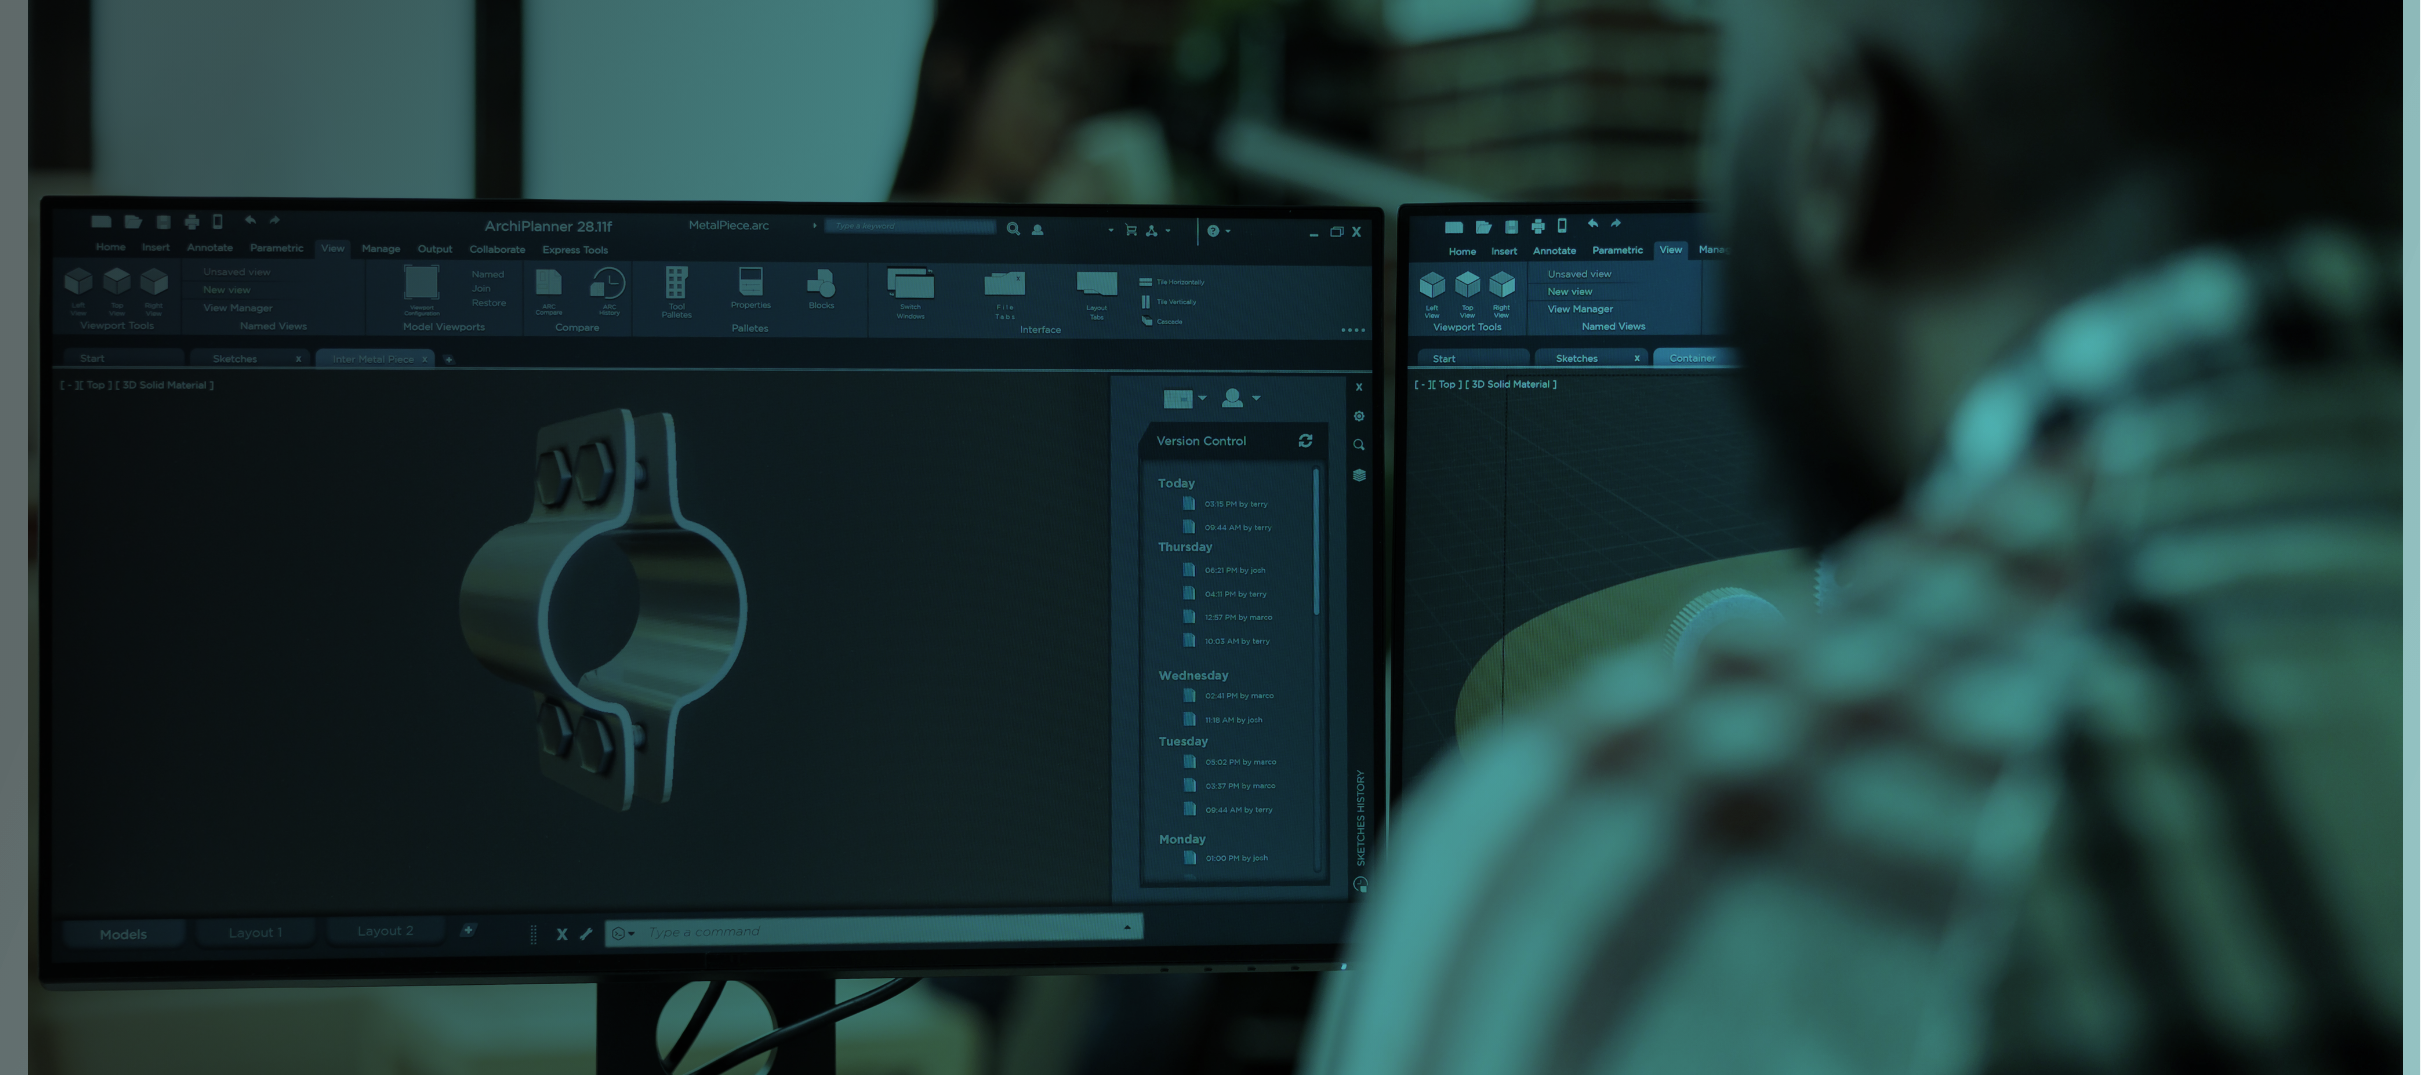 ArchiPlanner 28.11f
MetalPiece.arc
Type a Keyword
Home Insert Annotate Parametric View Manage Output Collaborate Express Tools
Left View
Top View
Right View
Viewport Tools
Unsaved view
New view
View Manager
Named Views
Viewport Configuration
Named
Join
Restore
Model Viewports
ARC Compare
ARC History
Compare
Tool Palletes
Properties
Blocks
Palletes
Switch Windows
File Tabs
Layout Tabs
Tile Horizontally
Tile Vertically
Cascade
Interface
Start
Sketches x
Inter Metal Piece x
[ - ][ Top ] [ 3D Solid Material ]
Version Control
Today
03:15 PM by terry
09:44 AM by terry
Thursday
06:21 PM by josh
04:11 PM by terry
12:57 PM by marco
10:03 AM by terry
Wednesday
02:41 PM by marco
11:18 AM by josh
Tuesday
05:02 PM by marco
03:37 PM by marco
09:44 AM by terry
Monday
01:00 PM by josh
SKETCHES HISTORY
Models
Layout 1
Layout 2
Type a command
Home Insert Annotate Parametric View Manag
Left View
Top View
Right View
Viewport Tools
Unsaved view
New view
View Manager
Named Views
Start
Sketches x
Container
[ - ][ Top ] [ 3D Solid Material ]